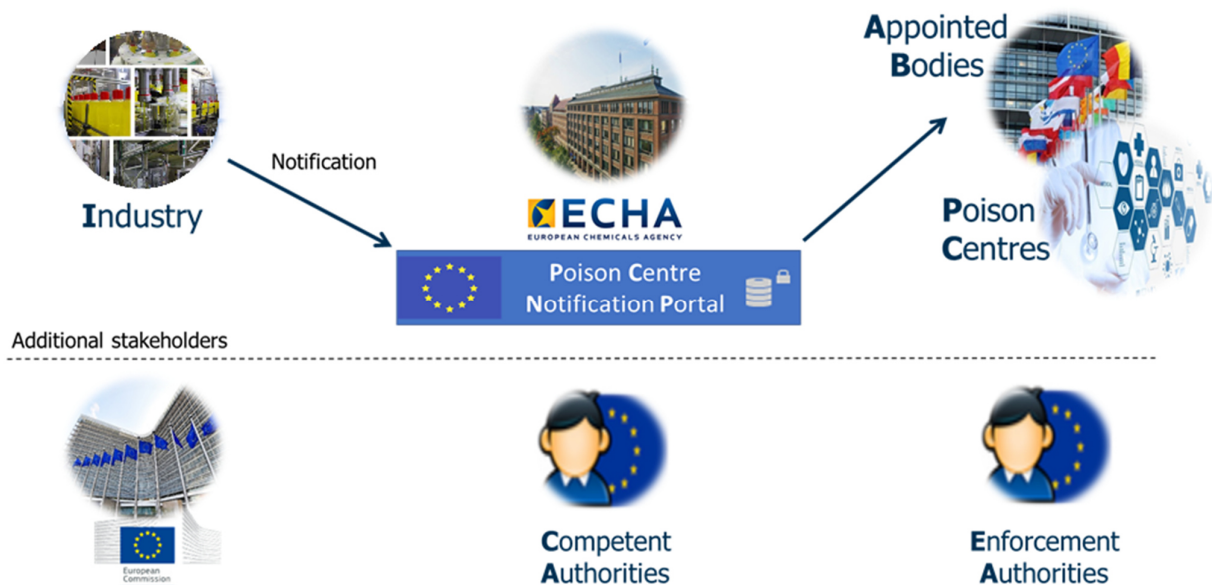 Appointed
Bodies
Notification
Industry
ECHA
EUROPEAN CHEMICALS AGENCY
Poison
Centres
Poison Centre
Notification Portal
Additional stakeholders
European
Commission
Competent
Authorities
Enforcement
Authorities